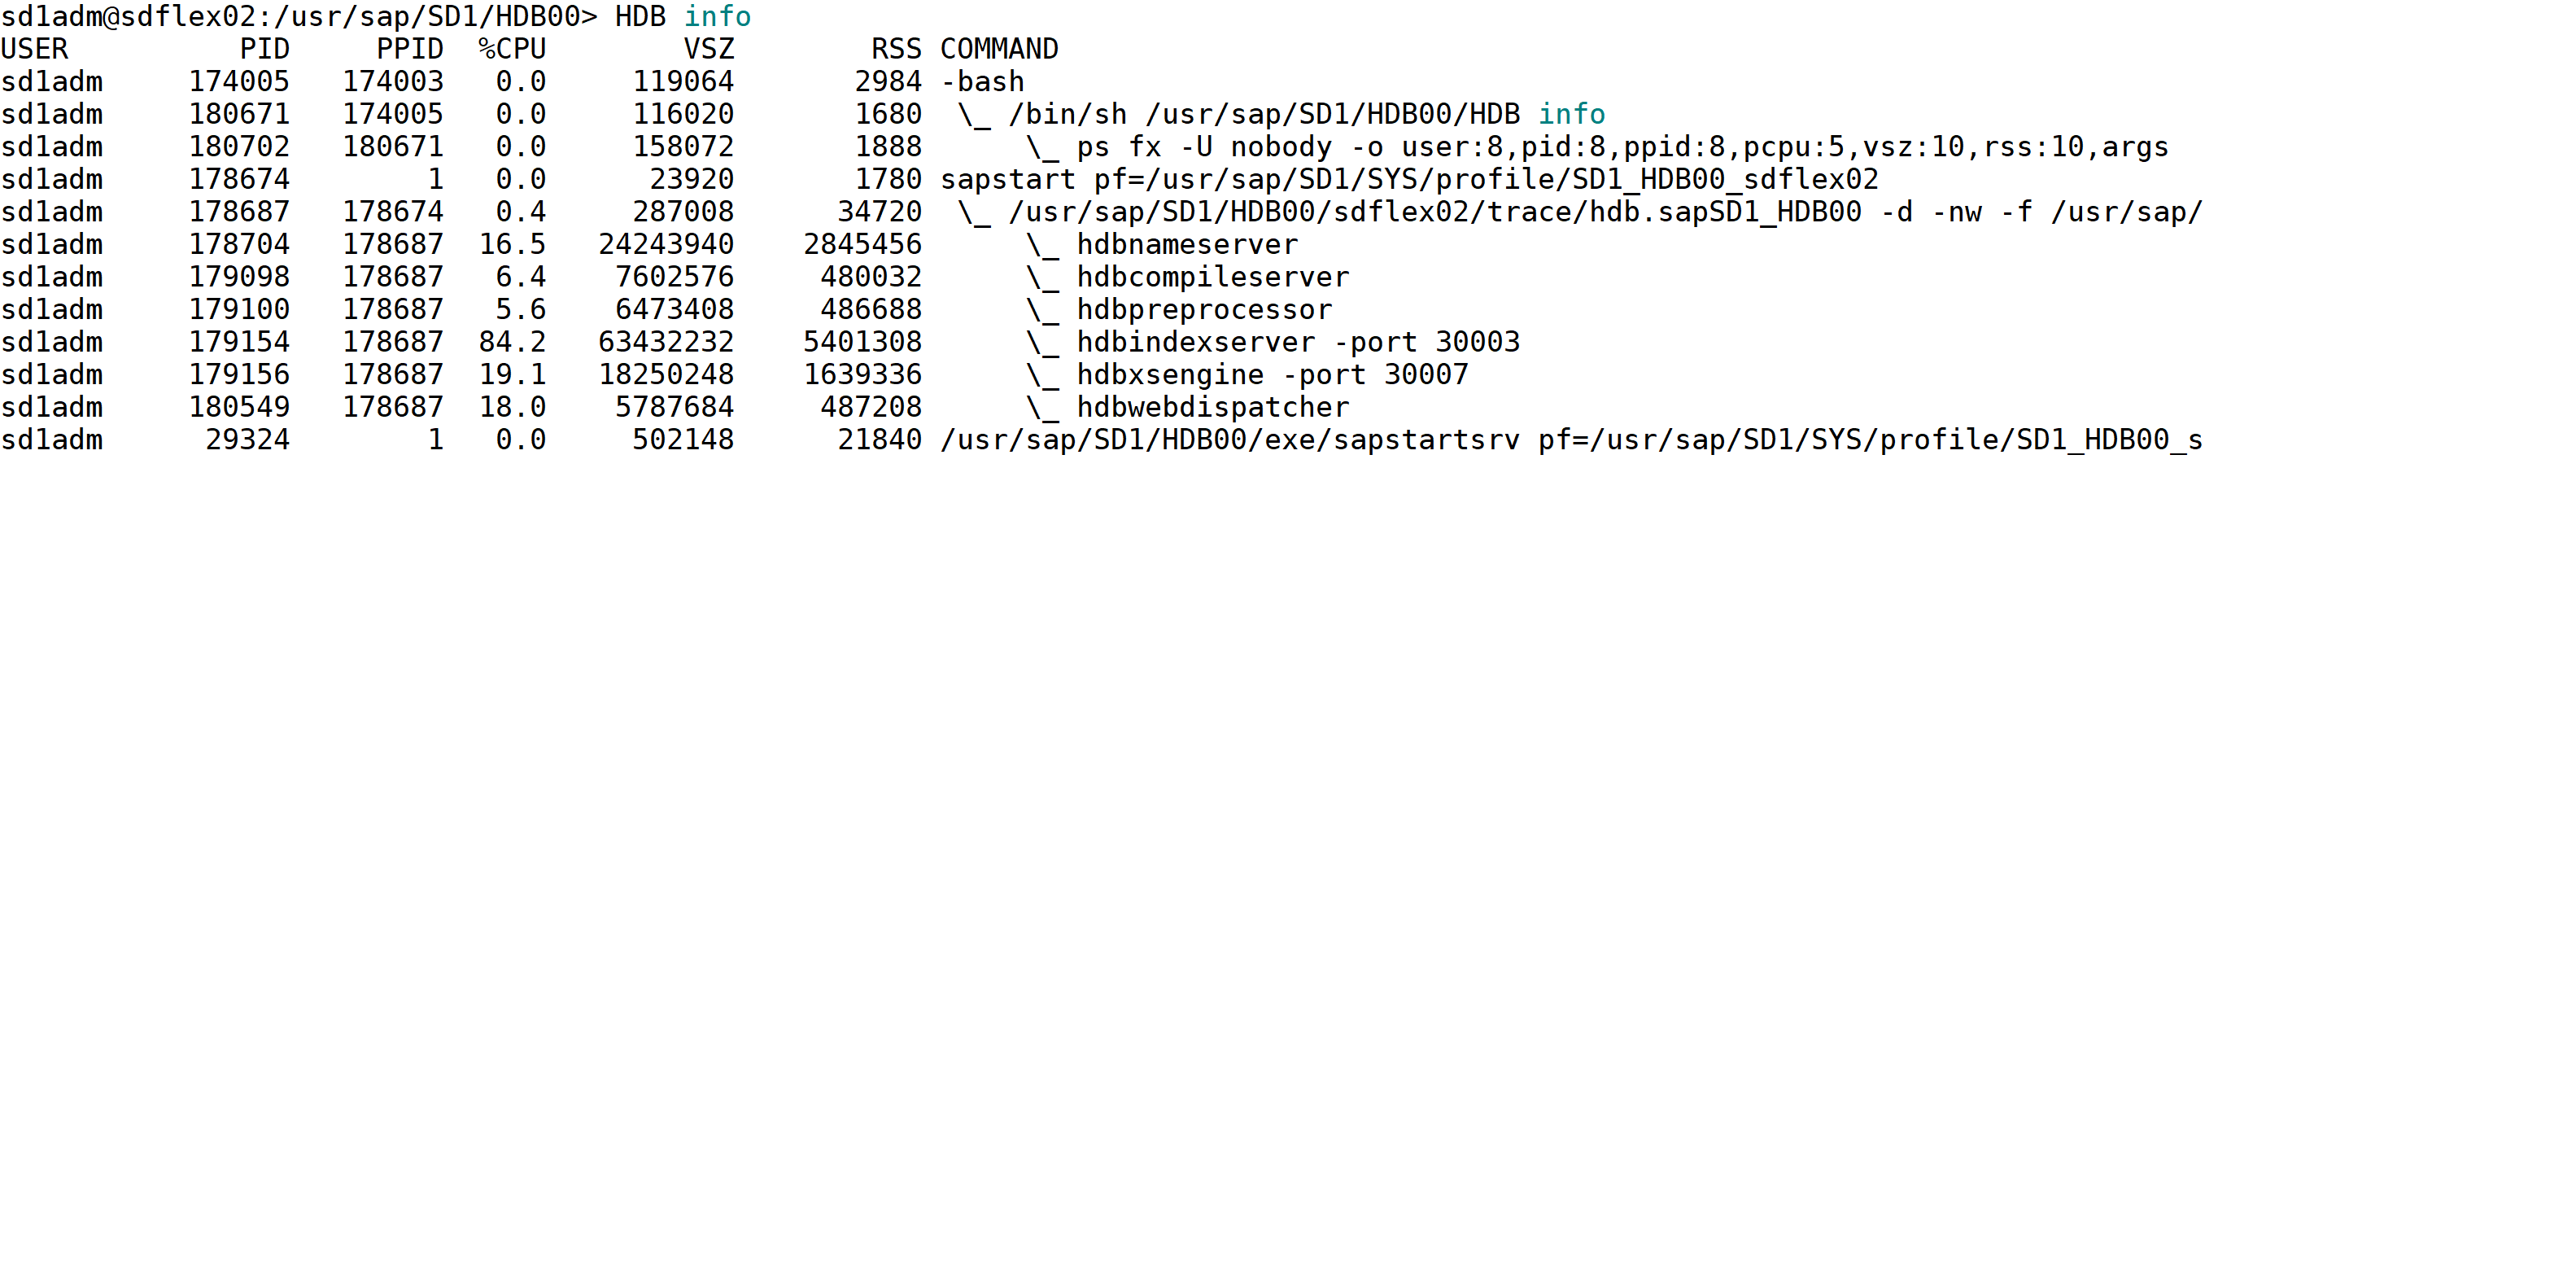 sd1adm@sdflex02:/usr/sap/SD1/HDB00> HDB info
USER          PID     PPID  %CPU        VSZ        RSS COMMAND
sd1adm     174005   174003   0.0     119064       2984 -bash
sd1adm     180671   174005   0.0     116020       1680  \_ /bin/sh /usr/sap/SD1/HDB00/HDB info
sd1adm     180702   180671   0.0     158072       1888      \_ ps fx -U nobody -o user:8,pid:8,ppid:8,pcpu:5,vsz:10,rss:10,args
sd1adm     178674        1   0.0      23920       1780 sapstart pf=/usr/sap/SD1/SYS/profile/SD1_HDB00_sdflex02
sd1adm     178687   178674   0.4     287008      34720  \_ /usr/sap/SD1/HDB00/sdflex02/trace/hdb.sapSD1_HDB00 -d -nw -f /usr/sap/
sd1adm     178704   178687  16.5   24243940    2845456      \_ hdbnameserver
sd1adm     179098   178687   6.4    7602576     480032      \_ hdbcompileserver
sd1adm     179100   178687   5.6    6473408     486688      \_ hdbpreprocessor
sd1adm     179154   178687  84.2   63432232    5401308      \_ hdbindexserver -port 30003
sd1adm     179156   178687  19.1   18250248    1639336      \_ hdbxsengine -port 30007
sd1adm     180549   178687  18.0    5787684     487208      \_ hdbwebdispatcher
sd1adm      29324        1   0.0     502148      21840 /usr/sap/SD1/HDB00/exe/sapstartsrv pf=/usr/sap/SD1/SYS/profile/SD1_HDB00_s